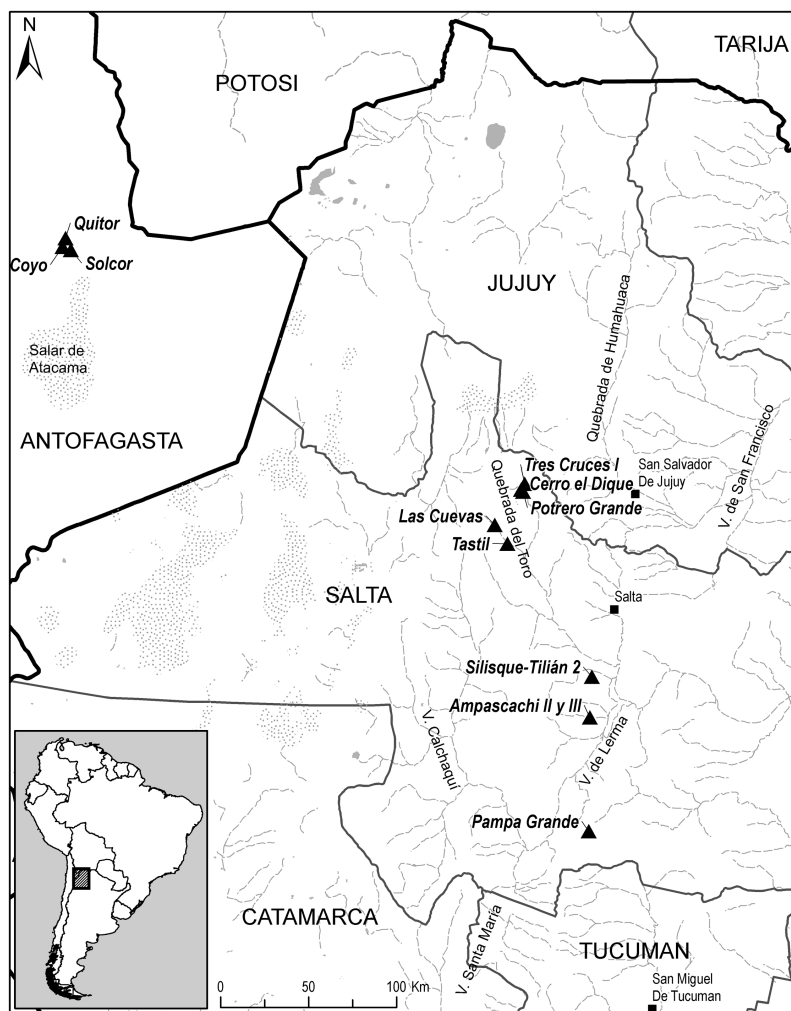 N
TARIJA
POTOSI
Quitor
Coyo
Solcor
JUJUY
Quebrada de Humahuaca
Salar de
Atacama
ANTOFAGASTA
V. de San Francisco
Tres Cruces I
San Salvador
De Jujuy
Cerro el Dique
Quebrada del Toro
Potrero Grande
Las Cuevas
Tastil
SALTA
Salta
Silisque-Tilián 2
Ampascachi II y III
V. Calchaquí
V. de Lerma
Pampa Grande
CATAMARCA
V. Santa María
TUCUMAN
San Miguel
De Tucuman
0 50 100 Km